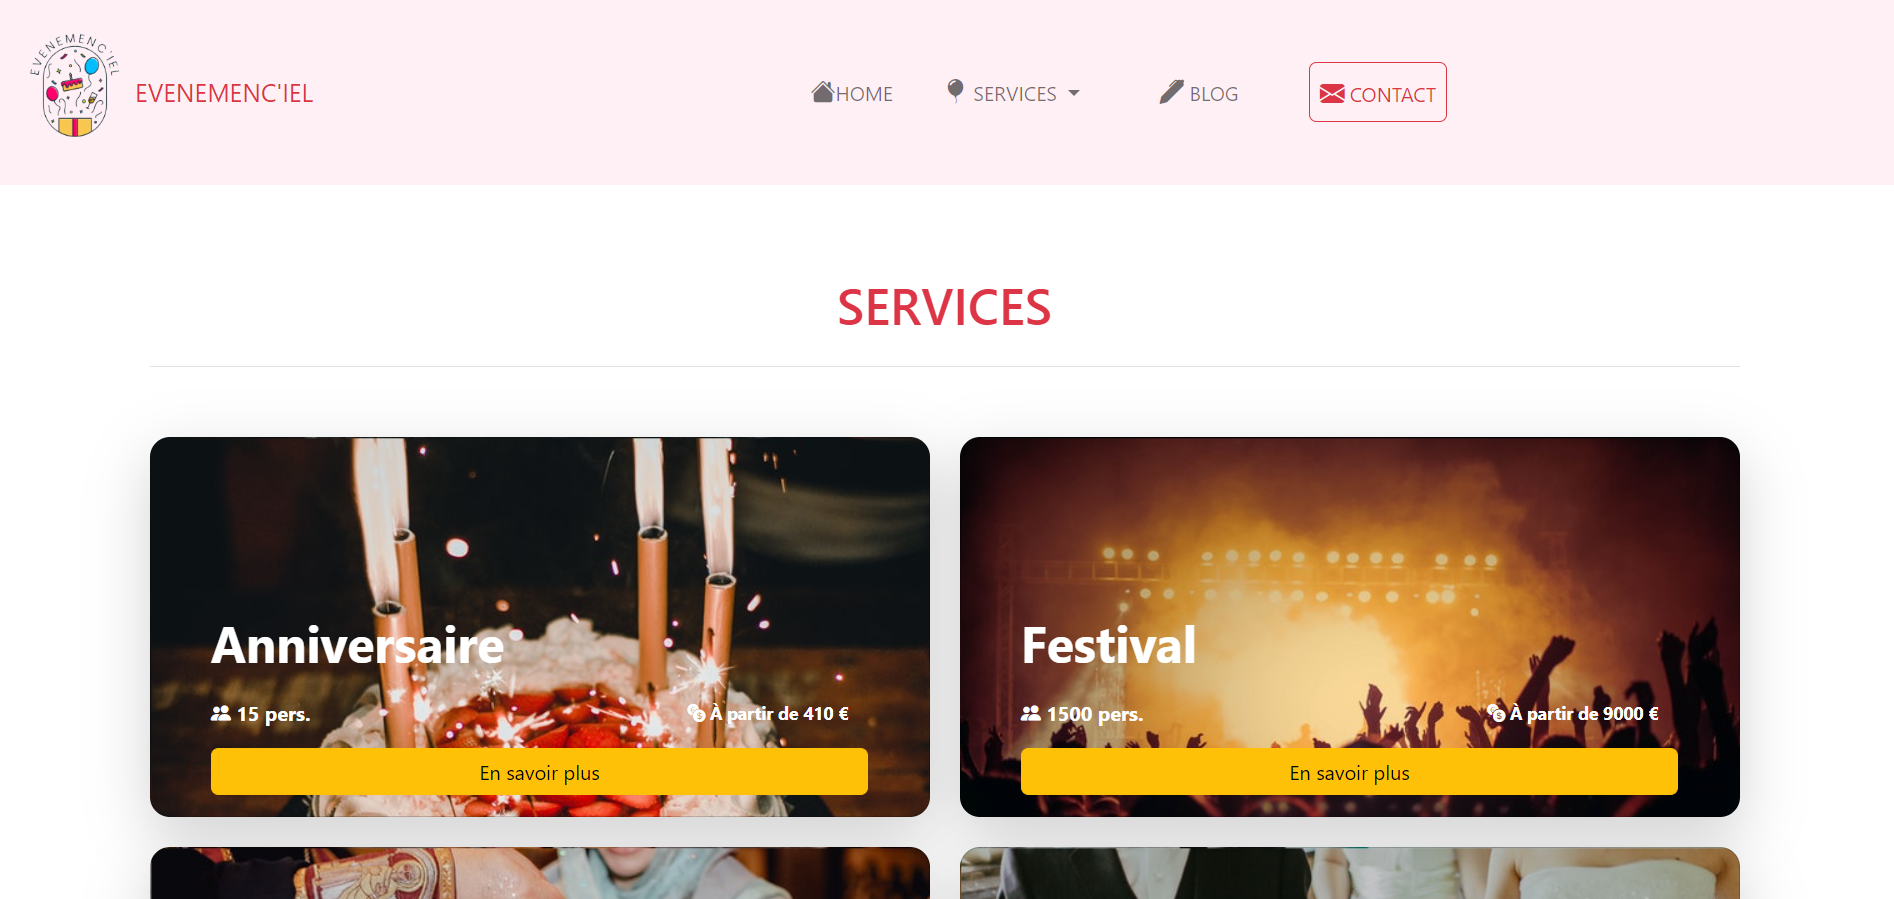 EVENEMENC'IEL
EVENEMENC'IEL
HOME
SERVICES
BLOG
CONTACT
SERVICES
Anniversaire
15 pers.
À partir de 410 €
En savoir plus
Festival
1500 pers.
À partir de 9000 €
En savoir plus